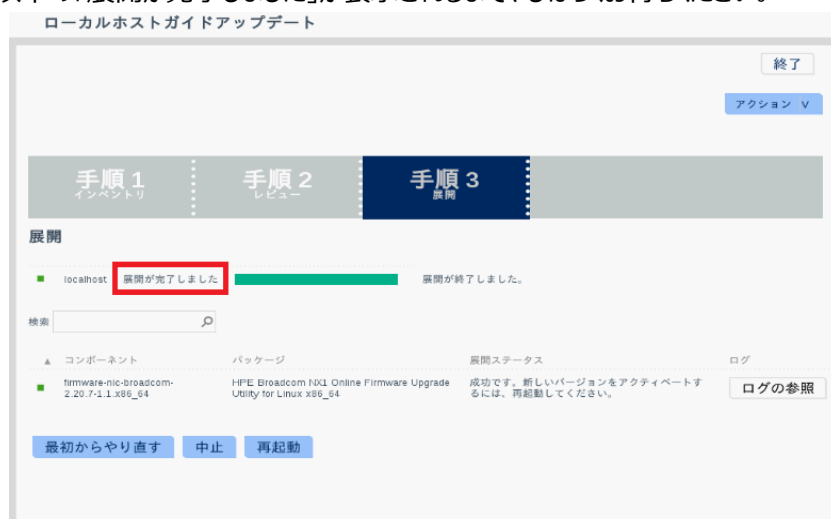 ローカルホストガイドアップデート
終了
アクション ∨
手順 1
インベントリ
手順 2
レビュー
手順 3
展開
展開
localhost 展開が完了しました 展開が終了しました。
検索
▲ コンポーネント パッケージ 展開ステータス ログ
firmware-nic-broadcom-2.20.7-1.1.x86_64
HPE Broadcom NX1 Online Firmware Upgrade
Utility for Linux x86_64
成功です。新しいバージョンをアクティベートす
るには、再起動してください。
ログの参照
最初からやり直す 中止 再起動